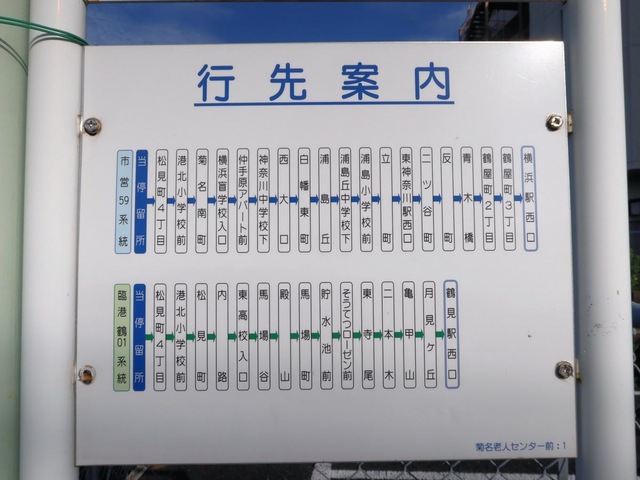 行先案内
市営59系統
当停留所
松見町4丁目
港北小学校前
菊名南町
横浜盲学校入口
仲手原アパート前
神奈川中学校下
西大口
白幡東町
浦島丘
浦島丘中学校下
浦島小学校前
立町
東神奈川駅西口
二ツ谷町
反町
青木橋
鶴屋町2丁目
鶴屋町3丁目
横浜駅西口
臨港鶴01系統
当停留所
松見町4丁目
港北小学校前
松見町
内路
東高校入口
馬場谷
殿山
馬場町
貯水池前
そうてつローゼン前
東寺尾
二本木
亀甲山
月見ケ丘
鶴見駅西口
菊名老人センター前:1